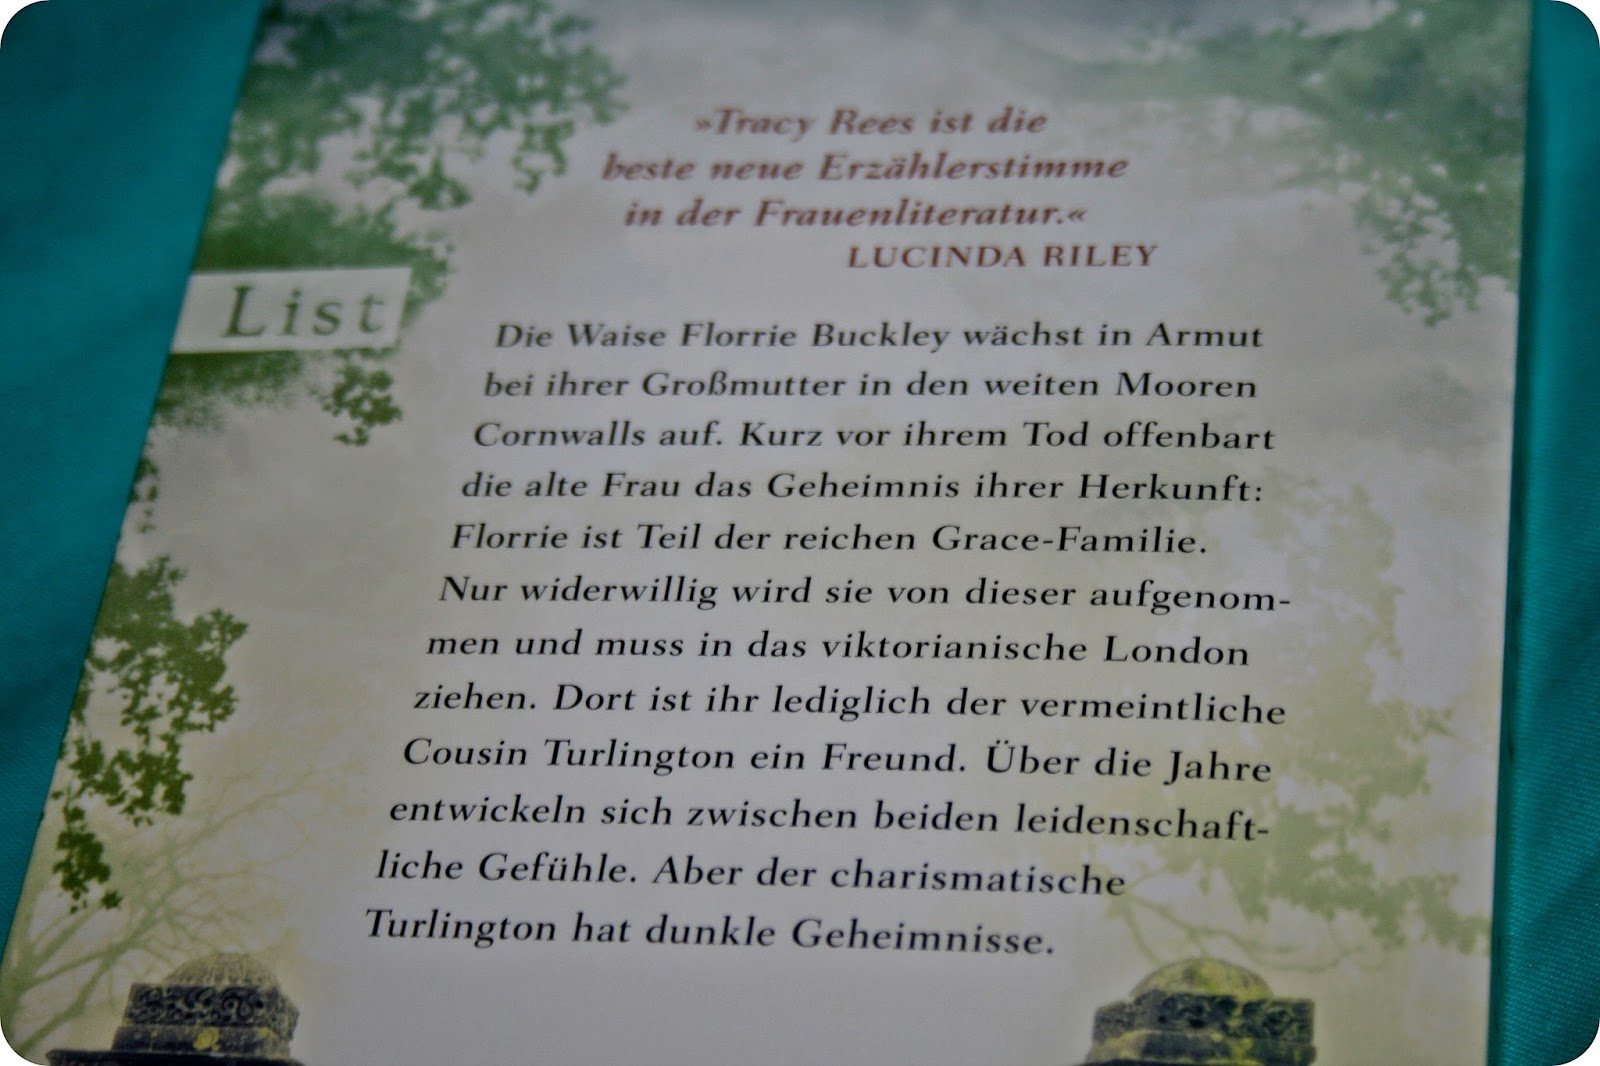 »Tracy Rees ist die
beste neue Erzählerstimme
in der Frauenliteratur.«
LUCINDA RILEY
List
Die Waise Florrie Buckley wächst in Armut
bei ihrer Großmutter in den weiten Mooren
Cornwalls auf. Kurz vor ihrem Tod offenbart
die alte Frau das Geheimnis ihrer Herkunft:
Florrie ist Teil der reichen Grace-Familie.
Nur widerwillig wird sie von dieser aufgenom-
men und muss in das viktorianische London
ziehen. Dort ist ihr lediglich der vermeintliche
Cousin Turlington ein Freund. Über die Jahre
entwickeln sich zwischen beiden leidenschaft-
liche Gefühle. Aber der charismatische
Turlington hat dunkle Geheimnisse.